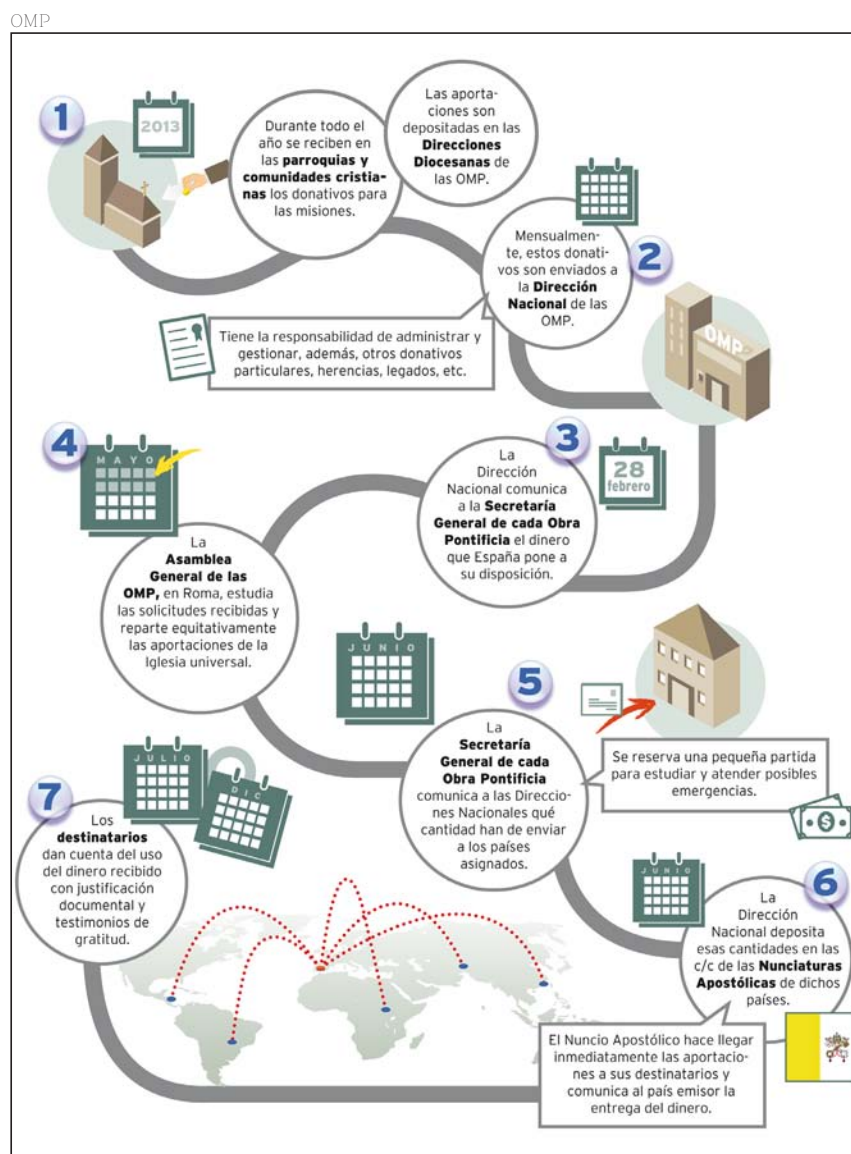 OMP
1
2013
Durante todo el
año se reciben en
las parroquias y
comunidades cristia-
nas los donativos para
las misiones.
Las aporta-
ciones son
depositadas en las
Direcciones
Diocesanas de
las OMP.
2
Mensualmen-
te, estos donati-
vos son enviados a
la Dirección
Nacional de las
OMP.
OMP
Tiene la responsabilidad de administrar y
gestionar, además, otros donativos
particulares, herencias, legados, etc.
3
28
febrero
La
Dirección
Nacional comunica
a la Secretaría
General de cada Obra
Pontificia el dinero
que España pone a
su disposición.
4
MAYO
La
Asamblea
General de las
OMP, en Roma, estudia
las solicitudes recibidas y
reparte equitativamente
las aportaciones de la
Iglesia universal.
JUNIO
5
La
Secretaría
General de cada
Obra Pontificia
comunica a las Direccio-
nes Nacionales qué
cantidad han de enviar
a los países
asignados.
Se reserva una pequeña partida
para estudiar y atender posibles
emergencias.
$
JUNIO
6
La
Dirección
Nacional deposita
esas cantidades en las
c/c de las Nunciaturas
Apostólicas de dichos
países.
El Nuncio Apostólico hace llegar
inmediatamente las aportacio-
nes a sus destinatarios y
comunica al país emisor la
entrega del dinero.
7
JULIO
DIC
Los
destinatarios
dan cuenta del uso
del dinero recibido
con justificación
documental y
testimonios de
gratitud.